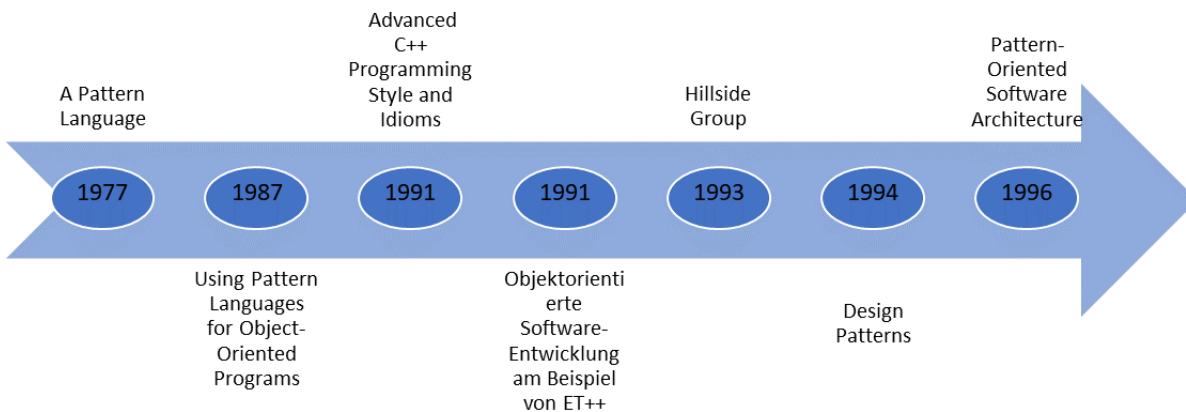 A Pattern
Language
1977
1987
Using Pattern
Languages
for Object-
Oriented
Programs
Advanced
C++
Programming
Style and
Idioms
1991
1991
Objektorienti
erte
Software-
Entwicklung
am Beispiel
von ET++
Hillside
Group
1993
1994
Design
Patterns
Pattern-
Oriented
Software
Architecture
1996